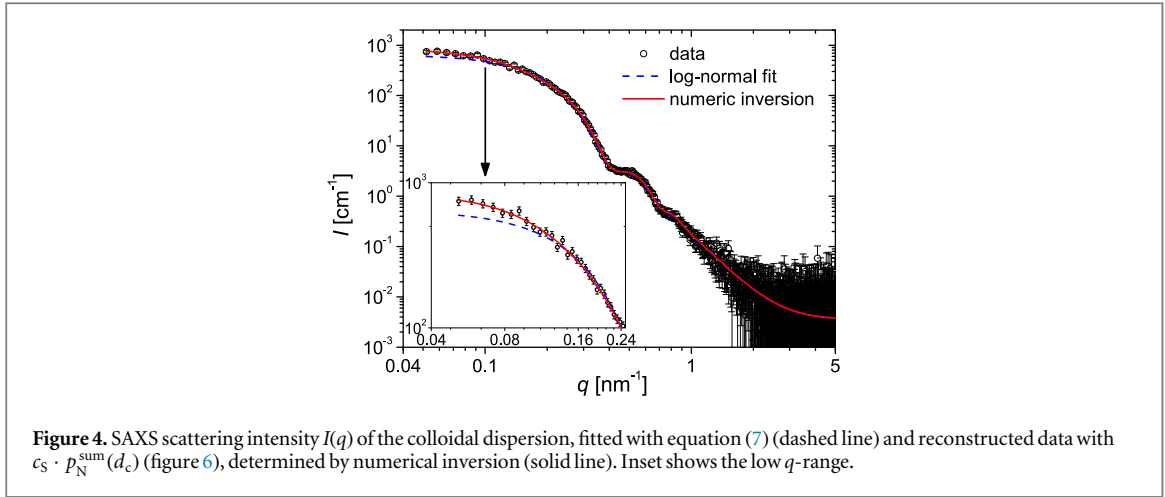 10³
10²
10¹
10⁰
10⁻¹
10⁻²
10⁻³
I [cm⁻¹]
data
log-normal fit
numeric inversion
10³
10²
0.04 0.08 0.16 0.24
0.04 0.1 1 5
q [nm⁻¹]
Figure 4. SAXS scattering intensity I(q) of the colloidal dispersion, fitted with equation (7) (dashed line) and reconstructed data with
c_S · p_N^sum(d_c) (figure 6), determined by numerical inversion (solid line). Inset shows the low q-range.